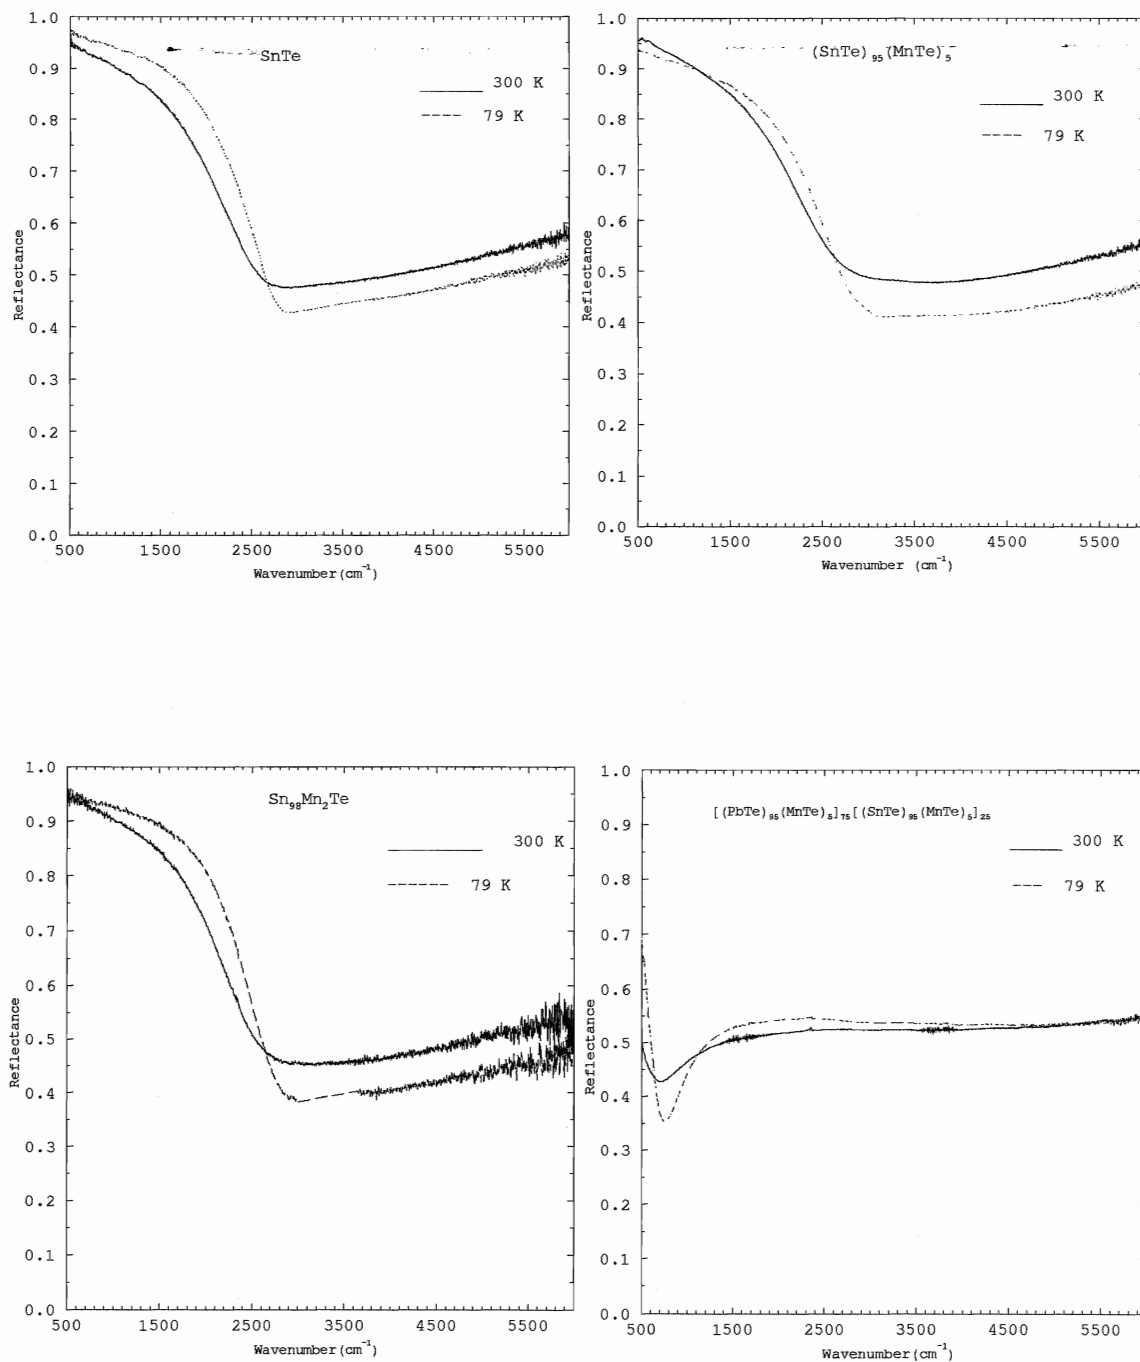 SnTe
300 K
79 K
1.0
0.9
0.8
0.7
0.6
0.5
0.4
0.3
0.2
0.1
0.0
Reflectance
500 1500 2500 3500 4500 5500
Wavenumber(cm⁻¹)
(SnTe)₉₅(MnTe)₅
300 K
79 K
1.0
0.9
0.8
0.7
0.6
0.5
0.4
0.3
0.2
0.1
0.0
Reflectance
500 1500 2500 3500 4500 5500
Wavenumber (cm⁻¹)
Sn₉₈Mn₂Te
300 K
79 K
1.0
0.9
0.8
0.7
0.6
0.5
0.4
0.3
0.2
0.1
0.0
Reflectance
500 1500 2500 3500 4500 5500
Wavenumber(cm⁻¹)
[(PbTe)₉₅(MnTe)₅]₇₅[(SnTe)₉₅(MnTe)₅]₂₅
300 K
79 K
1.0
0.9
0.8
0.7
0.6
0.5
0.4
0.3
0.2
0.1
0.0
Reflectance
500 1500 2500 3500 4500 5500
Wavenumber(cm⁻¹)